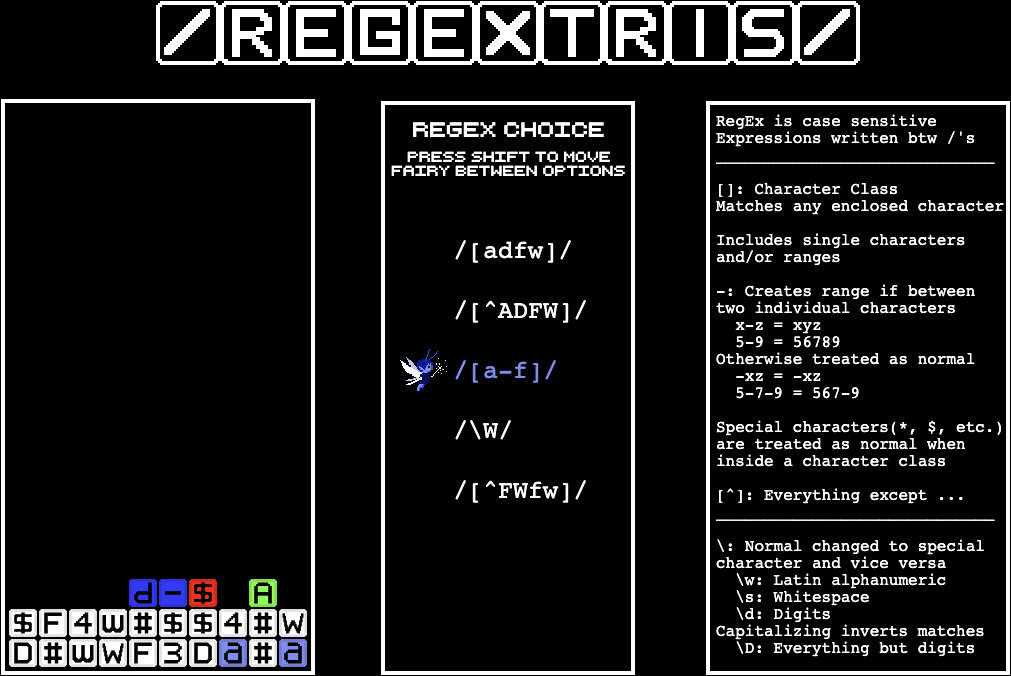 /REGEXTRIS/
REGEX CHOICE
PRESS SHIFT TO MOVE
FAIRY BETWEEN OPTIONS
/[adfw]/
/[^ADFW]/
/[a-f]/
/\W/
/[^FWfw]/
d-$ A
$F4w#$$4#W
D#wWF3Da#a
RegEx is case sensitive
Expressions written btw /'s
[]: Character Class
Matches any enclosed character
Includes single characters
and/or ranges
-: Creates range if between
two individual characters
x-z = xyz
5-9 = 56789
Otherwise treated as normal
-xz = -xz
5-7-9 = 567-9
Special characters(*, $, etc.)
are treated as normal when
inside a character class
[^]: Everything except ...
\: Normal changed to special
character and vice versa
\w: Latin alphanumeric
\s: Whitespace
\d: Digits
Capitalizing inverts matches
\D: Everything but digits